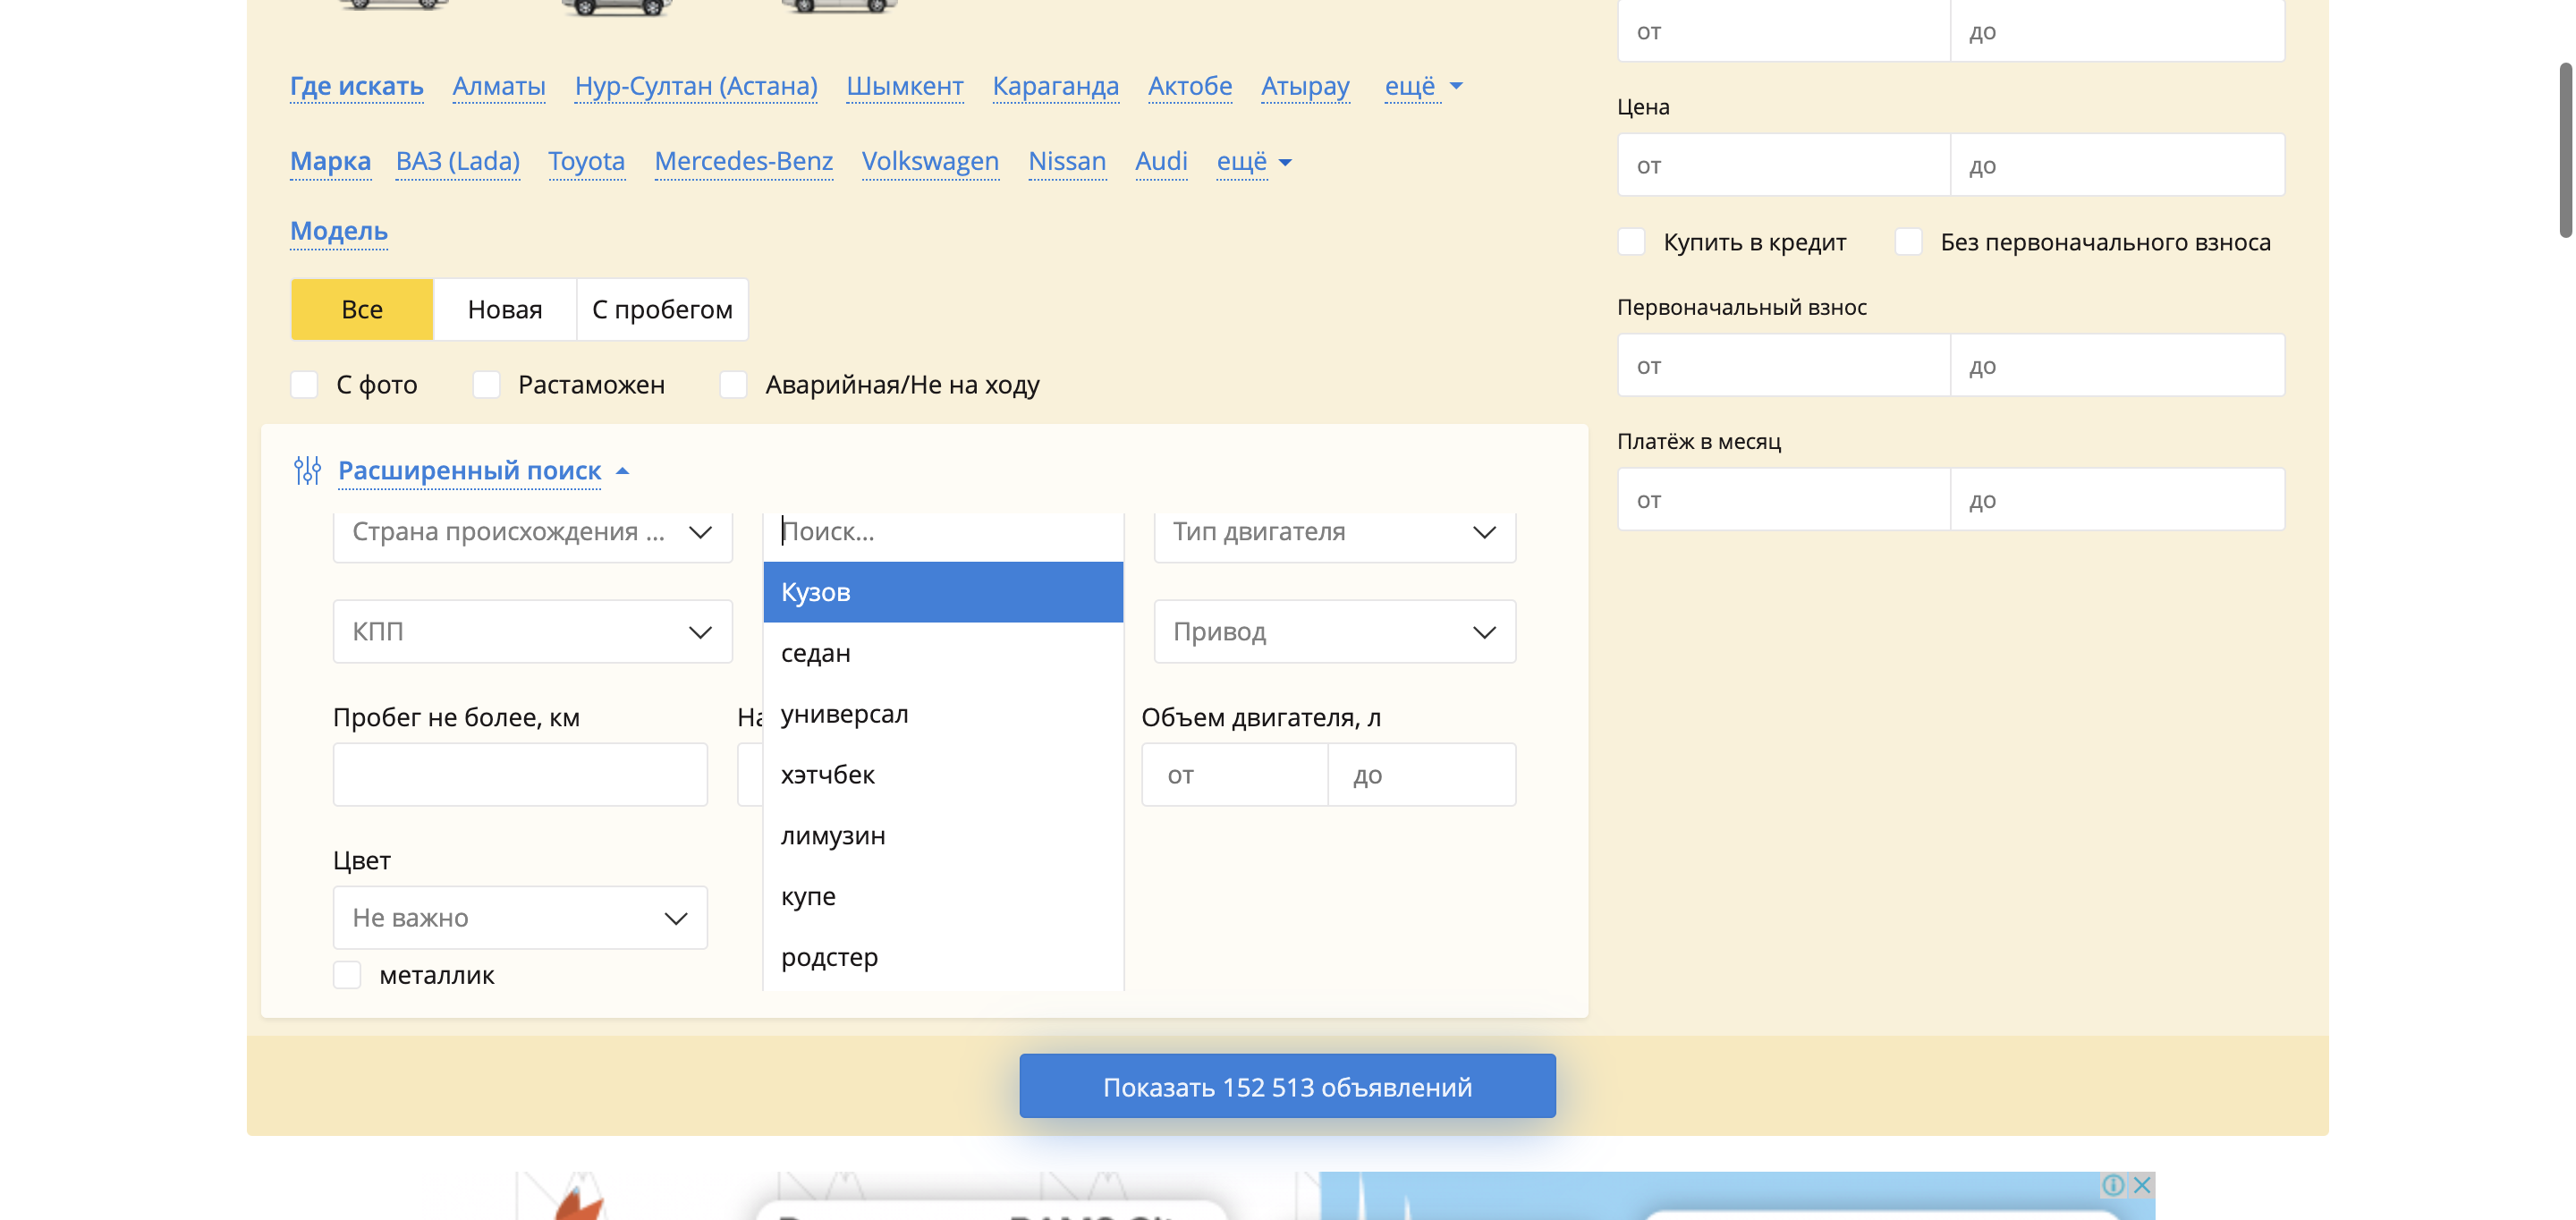 Где искать Алматы Нур-Султан (Астана) Шымкент Караганда Актобе Атырау ещё
Марка ВАЗ (Lada) Toyota Mercedes-Benz Volkswagen Nissan Audi ещё
Модель
Все Новая С пробегом
С фото Растаможен Аварийная/Не на ходу
Расширенный поиск
Страна происхождения ... Поиск... Тип двигателя
Кузов
КПП Привод
седан
универсал
Пробег не более, км На Объем двигателя, л
хэтчбек
от до
лимузин
Цвет
купе
Не важно
родстер
металлик
от до
Цена
от до
Купить в кредит Без первоначального взноса
Первоначальный взнос
от до
Платёж в месяц
от до
Показать 152 513 объявлений